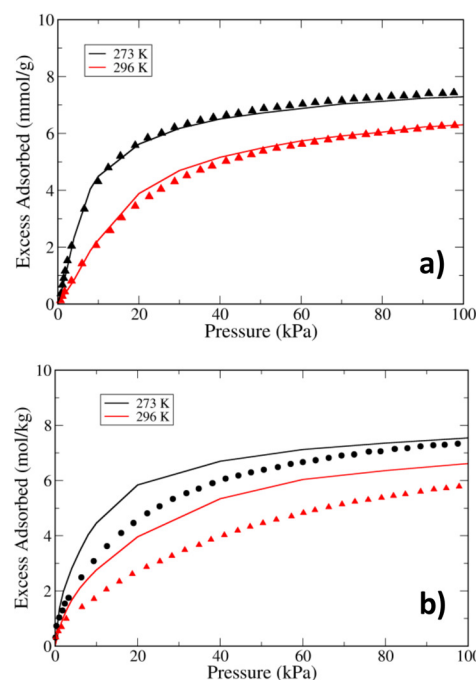 10
8
6
4
2
0
Excess Adsorbed (mmol/g)
273 K
296 K
a)
0 20 40 60 80 100
Pressure (kPa)
10
8
6
4
2
0
Excess Adsorbed (mol/kg)
273 K
296 K
b)
0 20 40 60 80 100
Pressure (kPa)